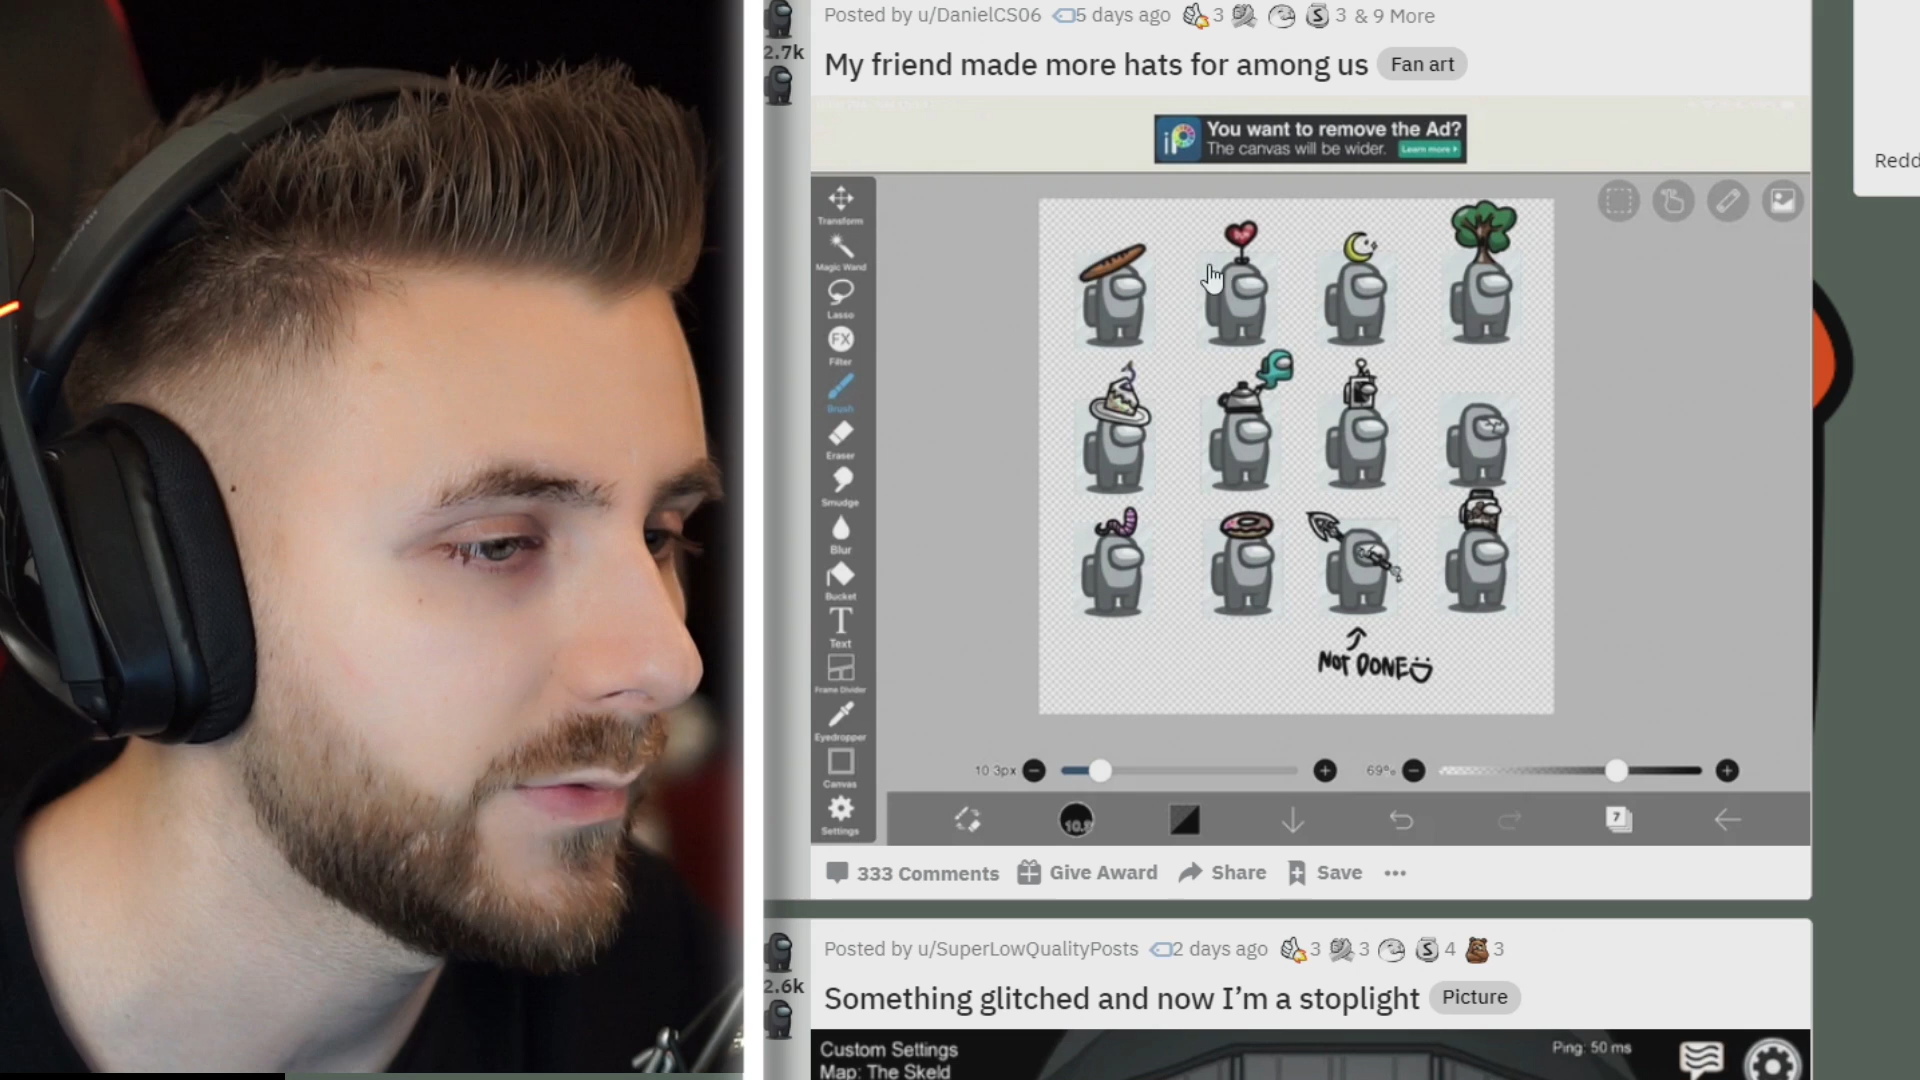 Posted by u/DanielCS06 5 days ago 3 3 & 9 More
2.7k
My friend made more hats for among us Fan art
You want to remove the Ad?
The canvas will be wider. Learn more
Redd
Transform
Magic Wand
Lasso
FX
Filter
Brush
Eraser
Smudge
Blur
Bucket
T
Text
Frame Divider
Eyedropper
Canvas
Settings
NOT DONE
10.3px
69%
7
333 Comments Give Award Share Save
Posted by u/SuperLowQualityPosts 2 days ago 3 3 S 4 3
2.6k
Something glitched and now I'm a stoplight Picture
Custom Settings
Map: The Skeld
Ping: 50 ms